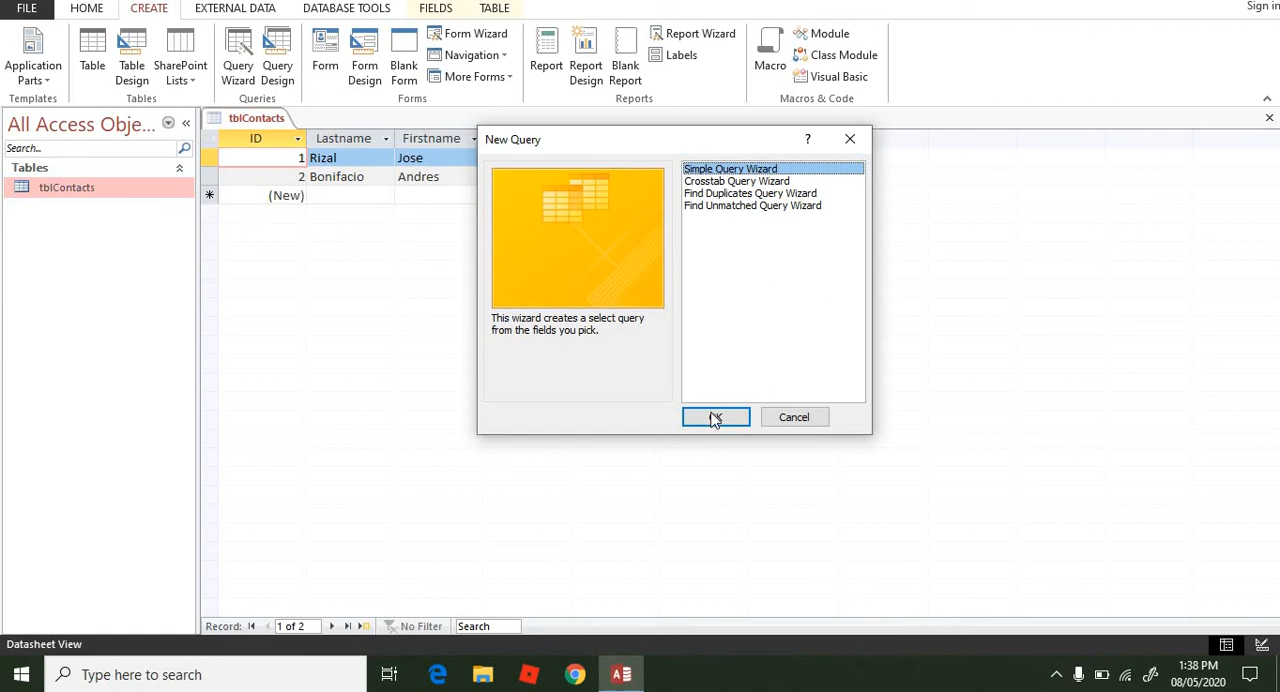 FILE HOME CREATE EXTERNAL DATA DATABASE TOOLS FIELDS TABLE Sign in
Application Parts
Templates
Table
Table Design
SharePoint Lists
Tables
Query Wizard
Query Design
Queries
Form
Form Design
Blank Form
Form Wizard
Navigation
More Forms
Forms
Report
Report Design
Blank Report
Report Wizard
Labels
Reports
Macro
Module
Class Module
Visual Basic
Macros & Code
All Access Obje...
Search...
Tables
tblContacts
tblContacts
ID Lastname Firstname
1 Rizal Jose
2 Bonifacio Andres
(New)
New Query
?
Simple Query Wizard
Crosstab Query Wizard
Find Duplicates Query Wizard
Find Unmatched Query Wizard
This wizard creates a select query
from the fields you pick.
Cancel
Record: 1 of 2 No Filter Search
Datasheet View
Type here to search
1:38 PM
08/05/2020